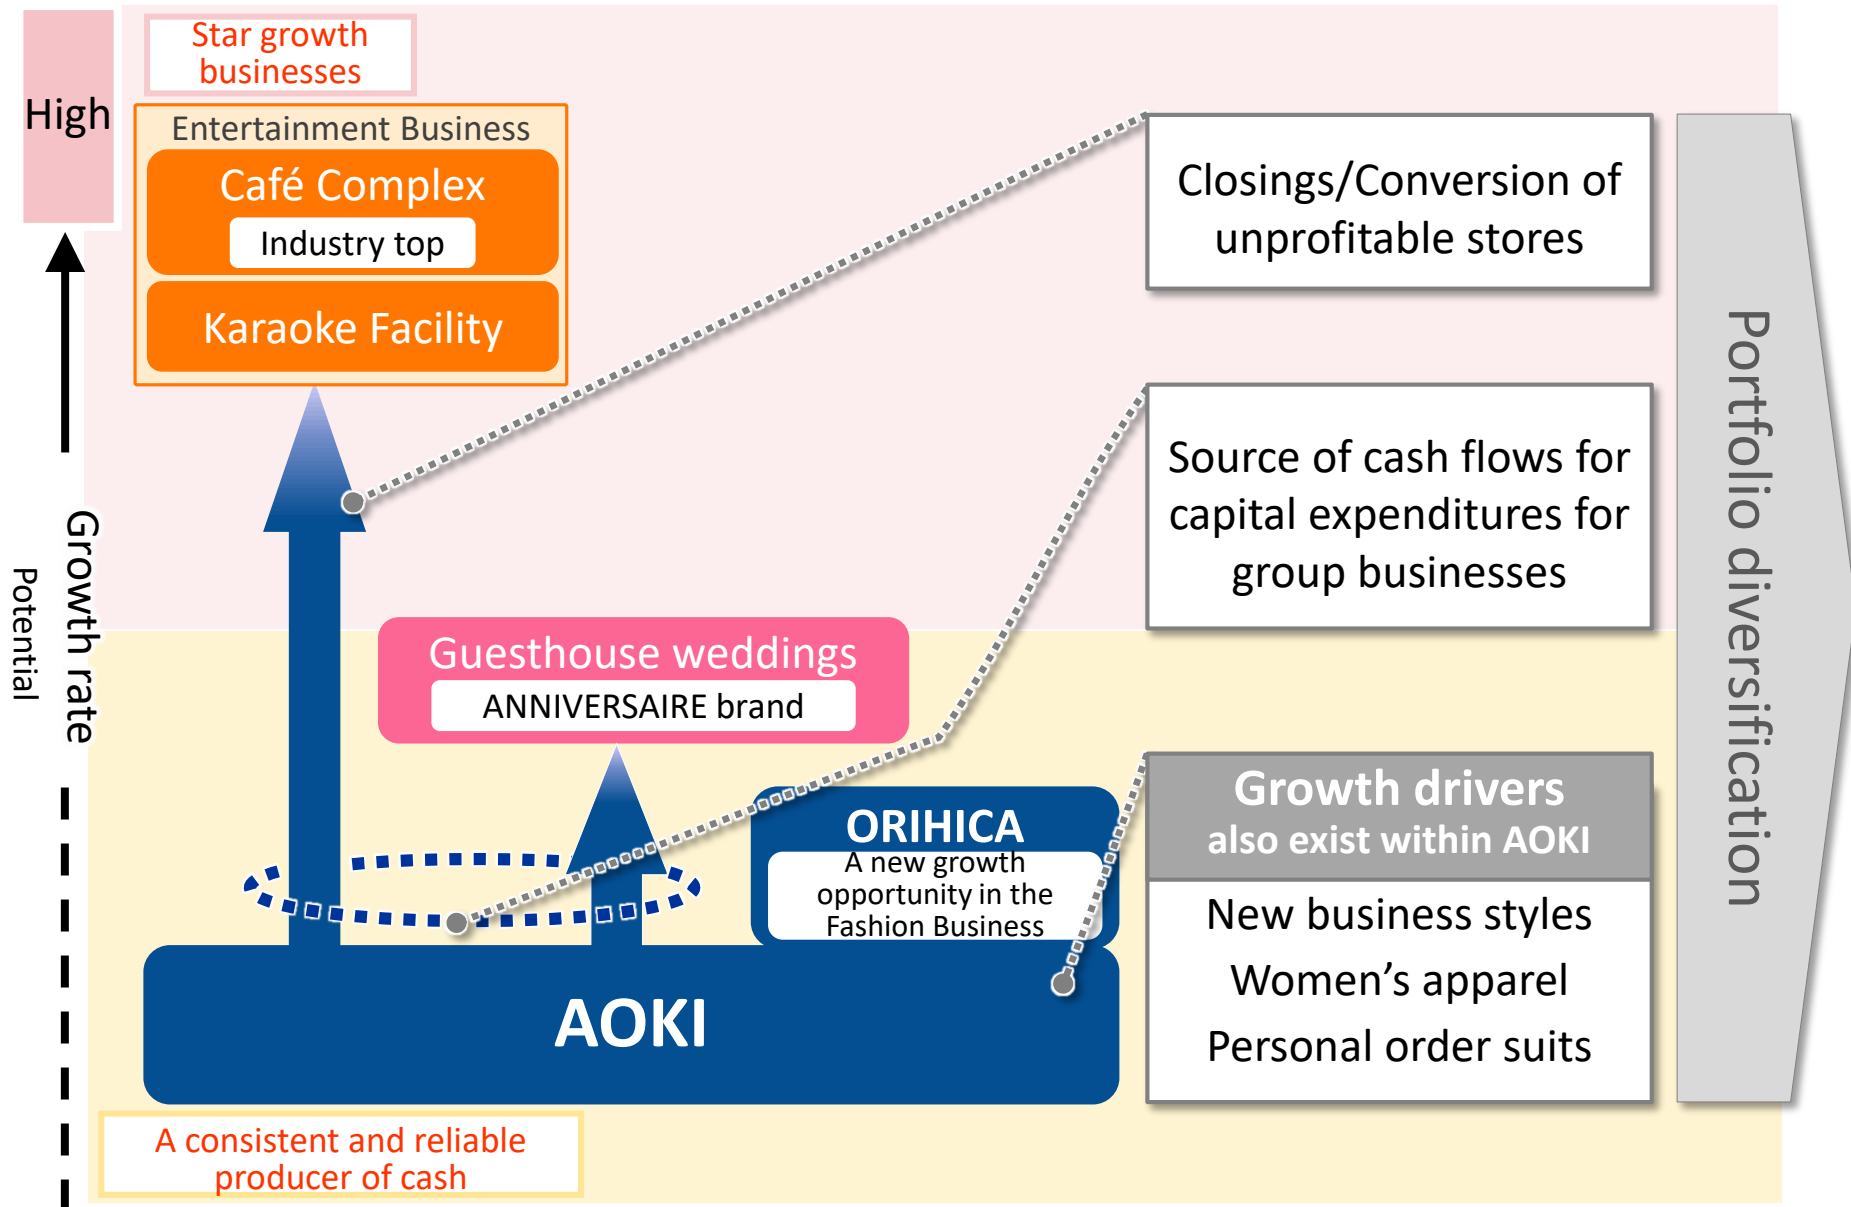 Star growth
businesses
High
Entertainment Business
Café Complex
Industry top
Karaoke Facility
Growth rate
Potential
Guesthouse weddings
ANNIVERSAIRE brand
ORIHICA
A new growth
opportunity in the
Fashion Business
AOKI
A consistent and reliable
producer of cash
Closings/Conversion of
unprofitable stores
Source of cash flows for
capital expenditures for
group businesses
Growth drivers
also exist within AOKI
New business styles
Women’s apparel
Personal order suits
Portfolio diversification